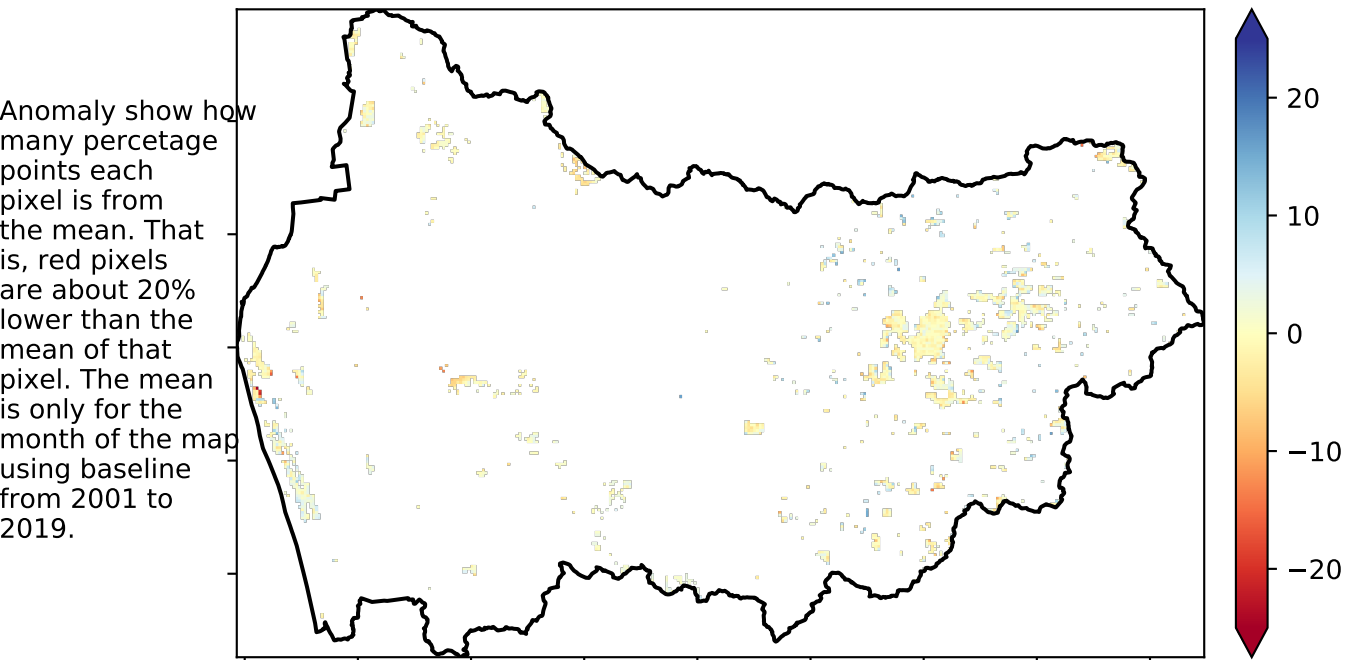 Anomaly show how
many percetage
points each
pixel is from
the mean. That
is, red pixels
are about 20%
lower than the
mean of that
pixel. The mean
is only for the
month of the map
using baseline
from 2001 to
2019.
20
10
0
−10
−20